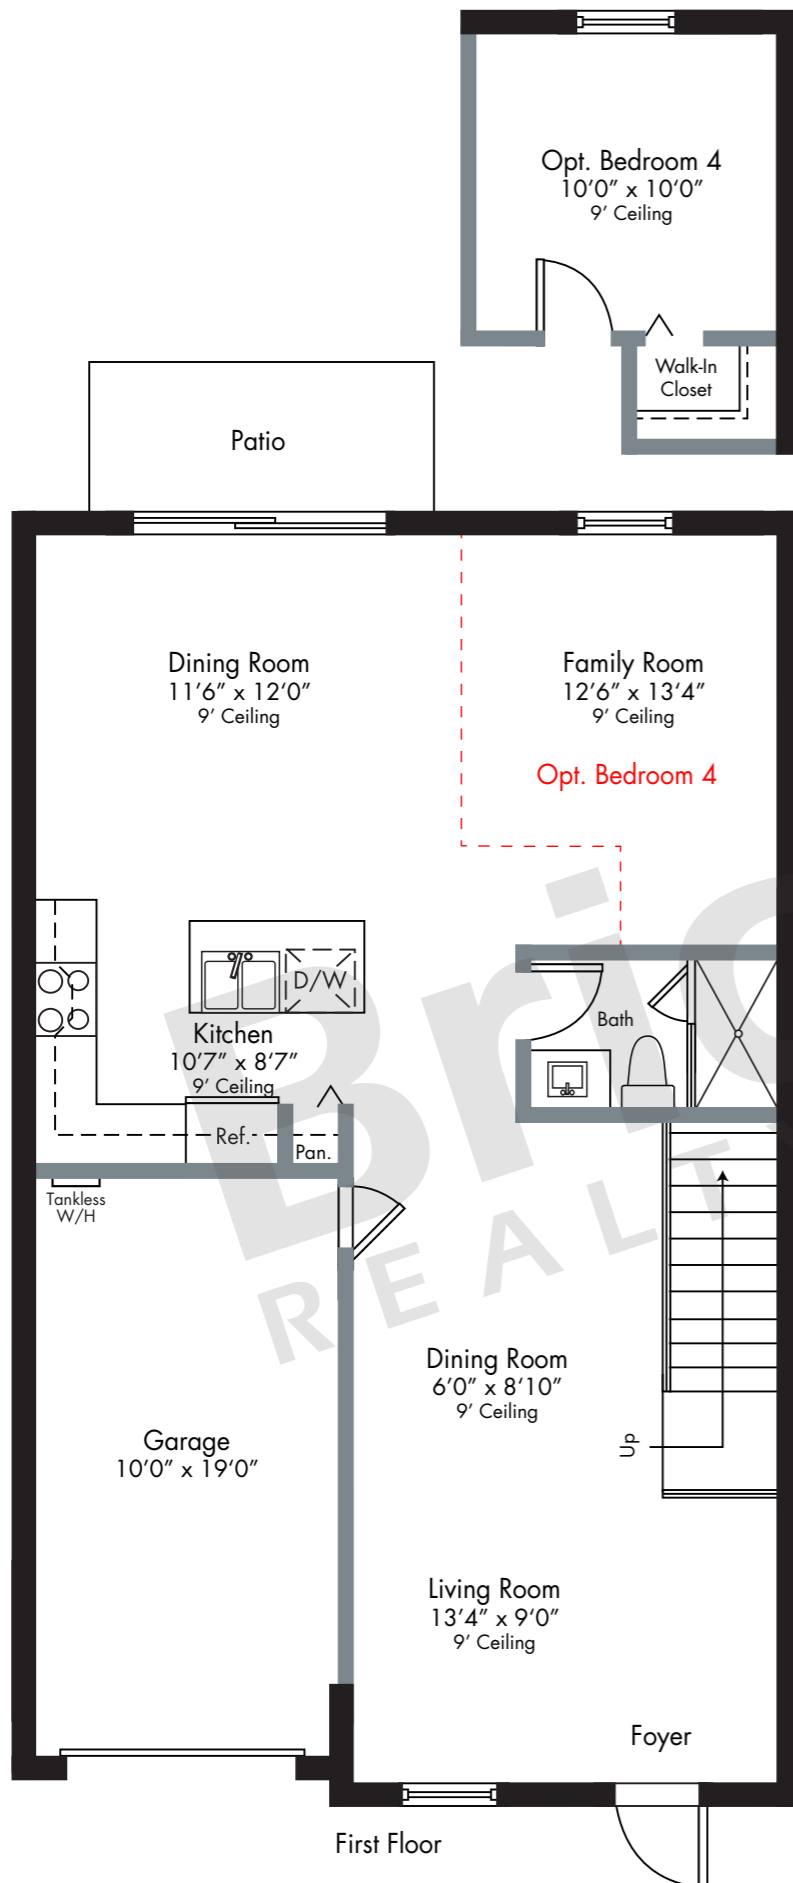 Opt. Bedroom 4
10'0" x 10'0"
9' Ceiling
Walk-In
Closet
Patio
Dining Room
11'6" x 12'0"
9' Ceiling
Family Room
12'6" x 13'4"
9' Ceiling
Opt. Bedroom 4
D/W
Kitchen
10'7" x 8'7"
9' Ceiling
Bath
Ref.
Pan.
Tankless
W/H
Dining Room
6'0" x 8'10"
9' Ceiling
Up
Garage
10'0" x 19'0"
Living Room
13'4" x 9'0"
9' Ceiling
Foyer
First Floor